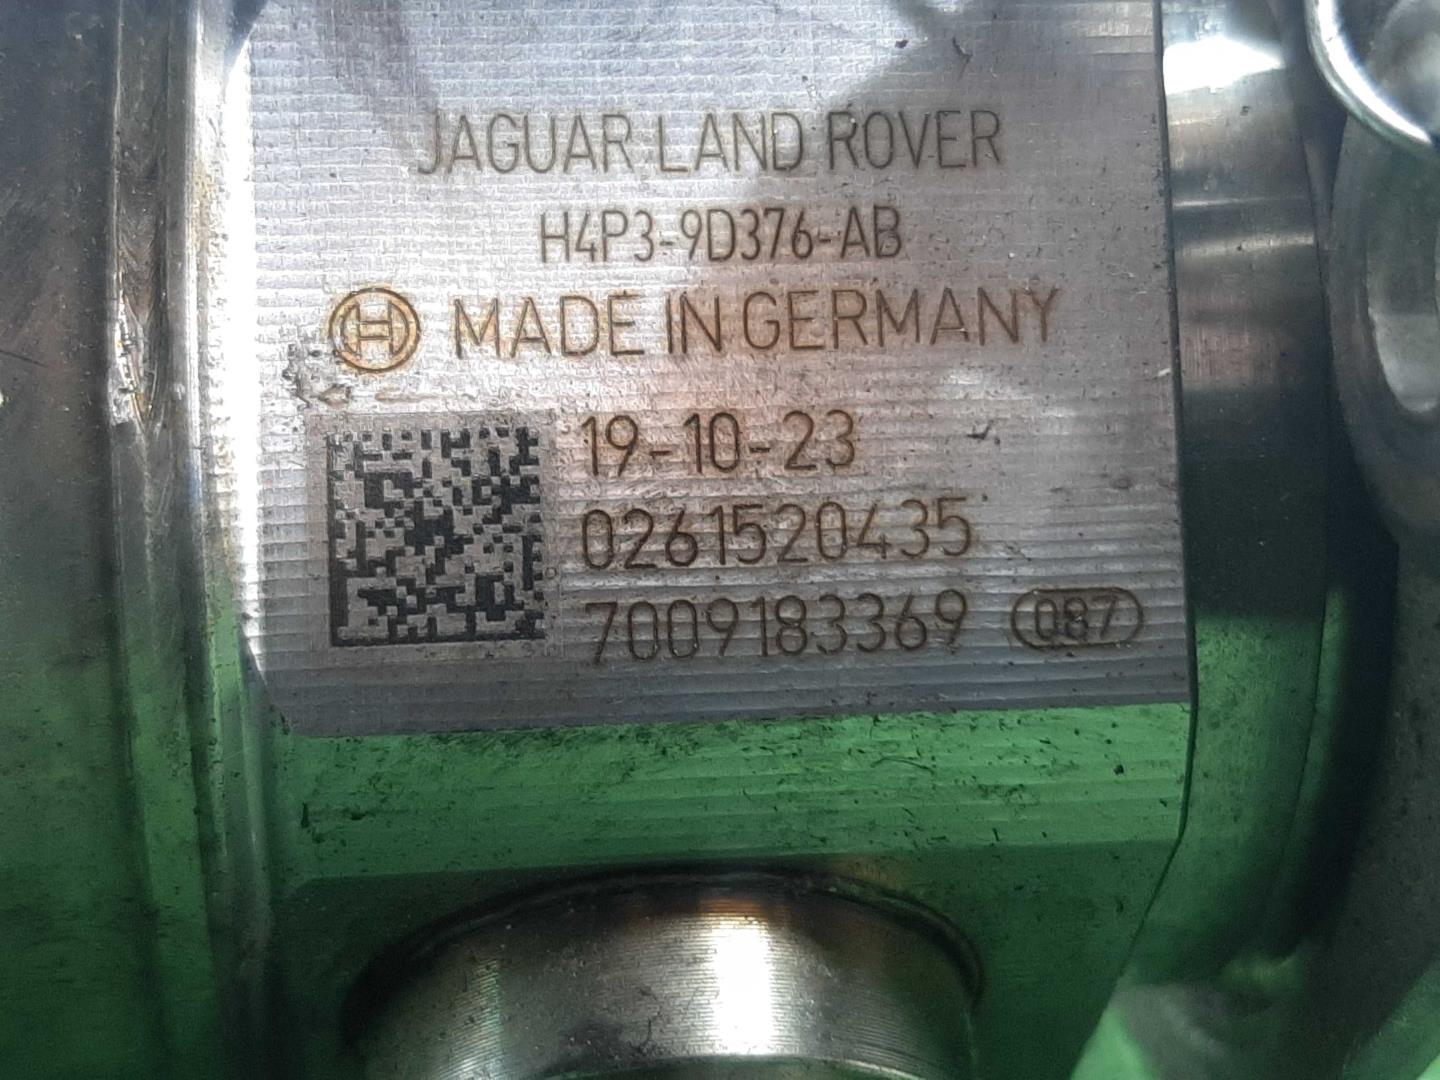 JAGUAR LAND ROVER
H4P3-9D376-AB
MADE IN GERMANY
19-10-23
0261520435
7009183369 087